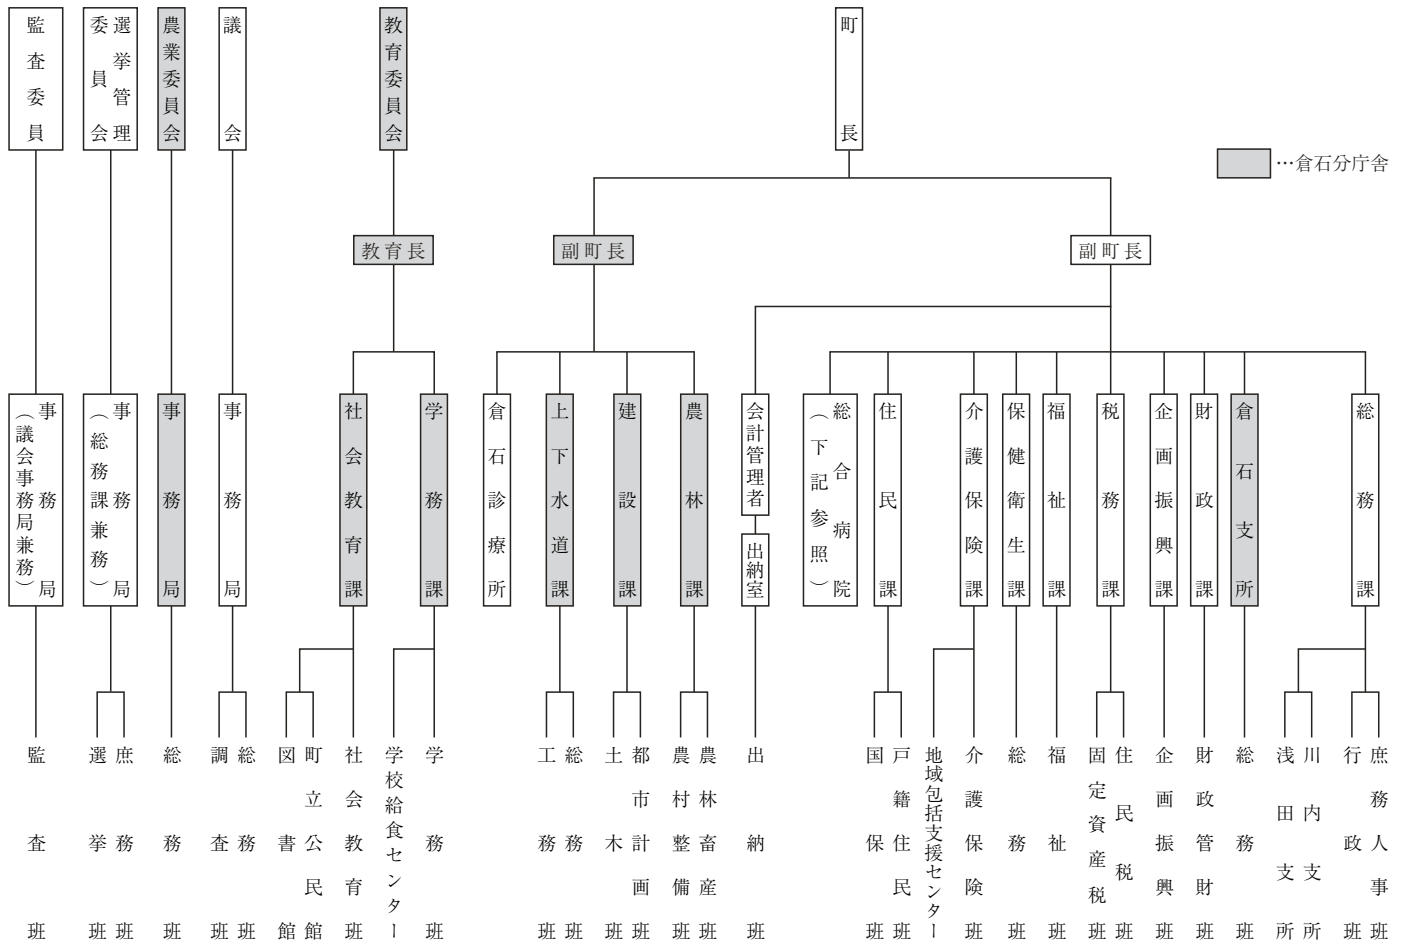 町長
教育委員会
議会
農業委員会
選挙管理
委員会
監査委員
…倉石分庁舎
副町長
副町長
教育長
総務課
倉石支所
財政課
企画振興課
税務課
福祉課
保健衛生課
介護保険課
住民課
総合病院
（下記参照）
会計管理者
出納室
農林課
建設課
上下水道課
倉石診療所
学務課
社会教育課
事務局
事務局
事務局
（総務課兼務）
事務局
（議会事務局兼務）
庶務人事班
行政班
川内支所
浅田支所
総務班
財政管財班
企画振興班
住民税班
固定資産税班
福祉班
総務班
介護保険班
地域包括支援センター
戸籍住民班
国保班
出納班
農林畜産班
農村整備班
都市計画班
土木班
総務班
工務班
学務班
学校給食センター
社会教育班
町立公民館
図書館
総務班
調査班
総務班
庶務班
選挙班
監査班